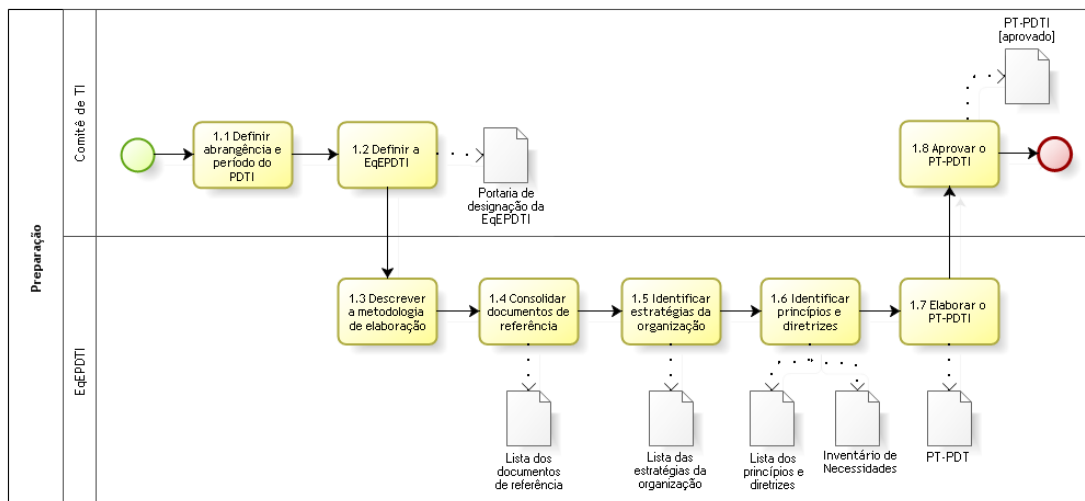 Preparação
Comitê de TI
EqEPDTI
PT-PDTI
[aprovado]
1.1 Definir
abrangência e
período do
PDTI
1.2 Definir a
EqEPDTI
Portaria de
designação da
EqEPDTI
1.8 Aprovar o
PT-PDTI
1.3 Descrever
a metodologia
de elaboração
1.4 Consolidar
documentos de
referência
1.5 Identificar
estratégias da
organização
1.6 Identificar
princípios e
diretrizes
1.7 Elaborar o
PT-PDTI
Lista dos
documentos
de referência
Lista das
estratégias da
organização
Lista dos
princípios e
diretrizes
Inventário de
Necessidades
PT-PDT